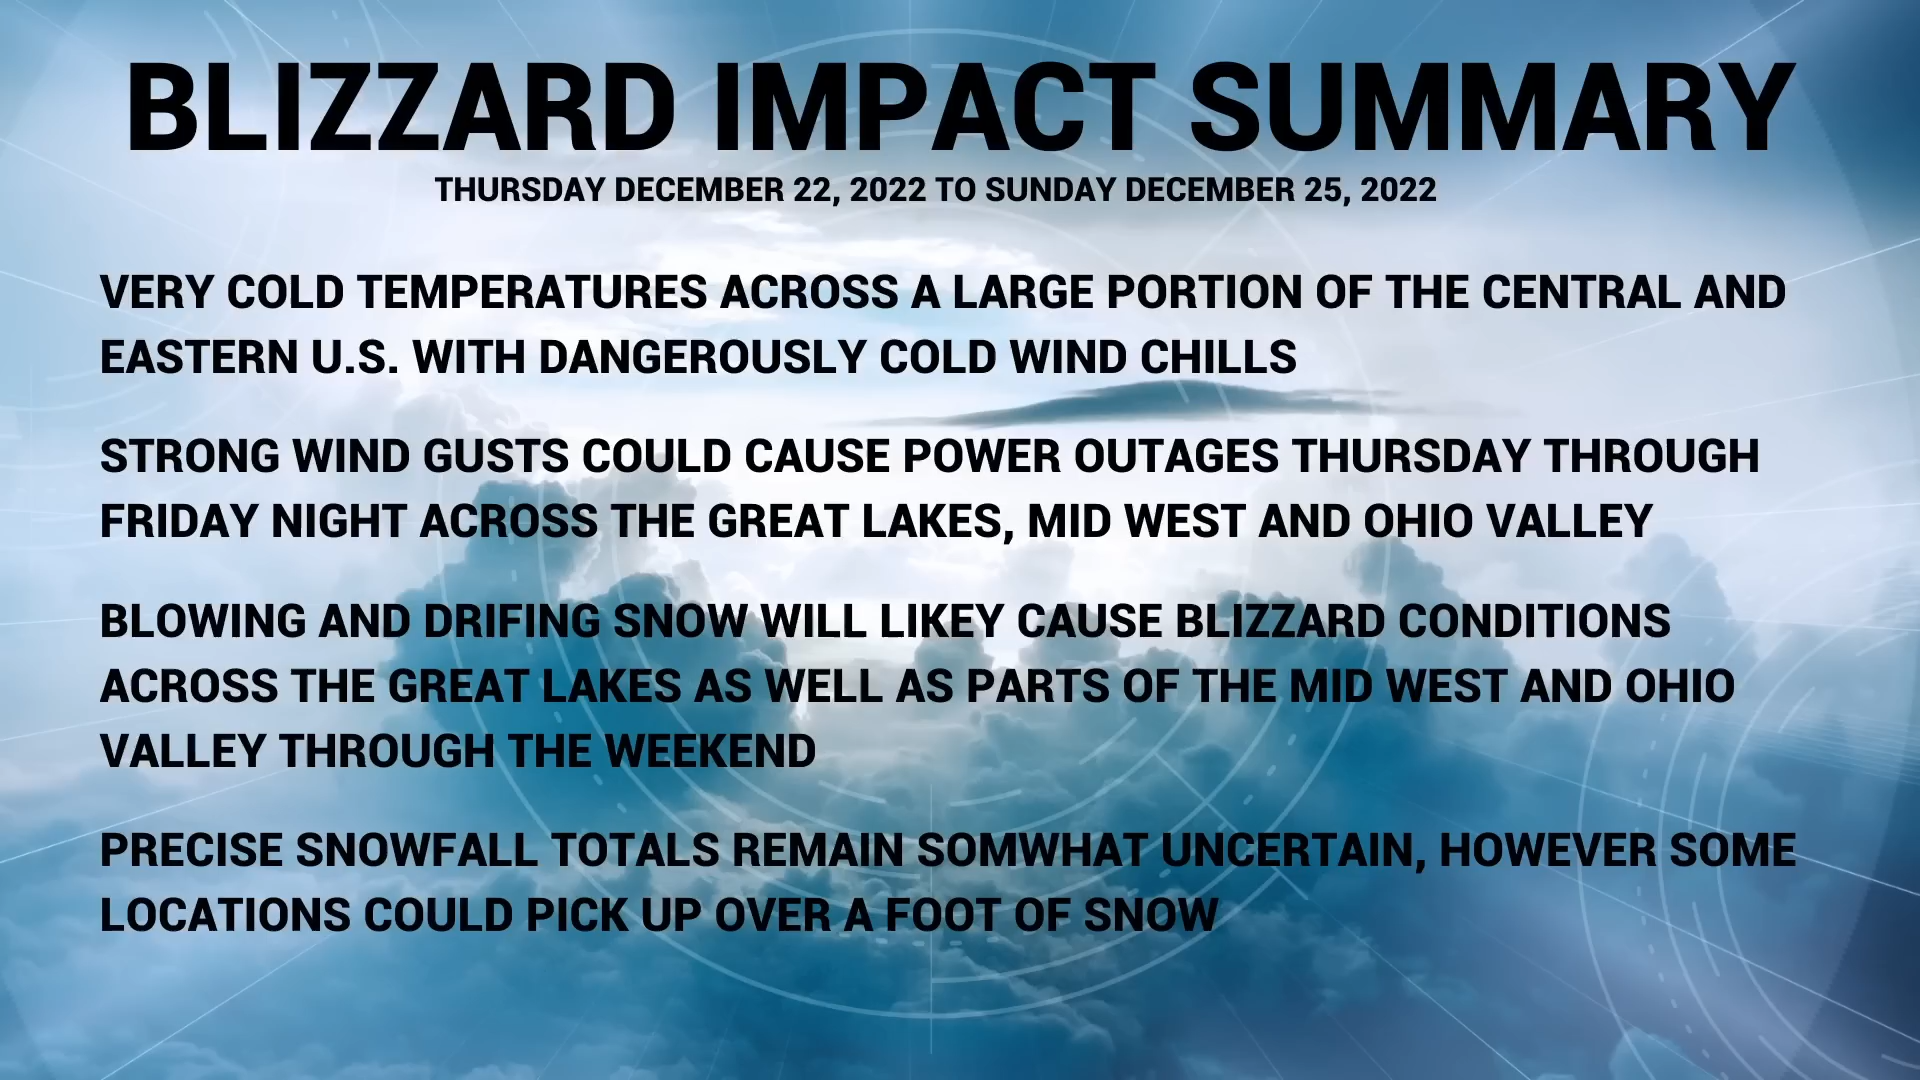 BLIZZARD IMPACT SUMMARY
THURSDAY DECEMBER 22, 2022 TO SUNDAY DECEMBER 25, 2022
VERY COLD TEMPERATURES ACROSS A LARGE PORTION OF THE CENTRAL AND
EASTERN U.S. WITH DANGEROUSLY COLD WIND CHILLS
STRONG WIND GUSTS COULD CAUSE POWER OUTAGES THURSDAY THROUGH
FRIDAY NIGHT ACROSS THE GREAT LAKES, MID WEST AND OHIO VALLEY
BLOWING AND DRIFING SNOW WILL LIKEY CAUSE BLIZZARD CONDITIONS
ACROSS THE GREAT LAKES AS WELL AS PARTS OF THE MID WEST AND OHIO
VALLEY THROUGH THE WEEKEND
PRECISE SNOWFALL TOTALS REMAIN SOMWHAT UNCERTAIN, HOWEVER SOME
LOCATIONS COULD PICK UP OVER A FOOT OF SNOW